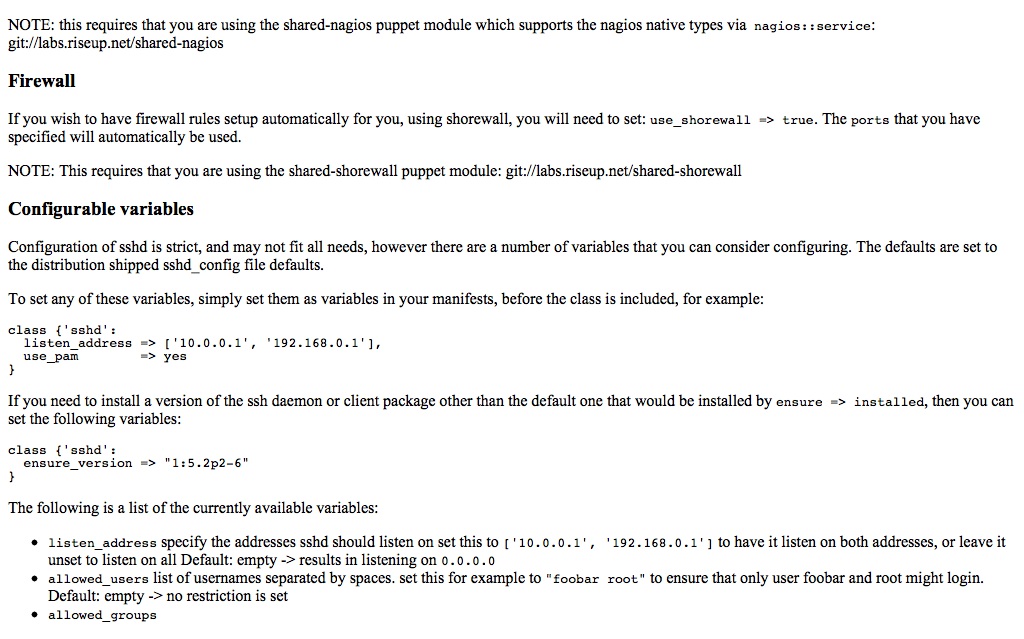 NOTE: this requires that you are using the shared-nagios puppet module which supports the nagios native types via nagios::service:
git://labs.riseup.net/shared-nagios
Firewall
If you wish to have firewall rules setup automatically for you, using shorewall, you will need to set: use_shorewall => true. The ports that you have
specified will automatically be used.
NOTE: This requires that you are using the shared-shorewall puppet module: git://labs.riseup.net/shared-shorewall
Configurable variables
Configuration of sshd is strict, and may not fit all needs, however there are a number of variables that you can consider configuring. The defaults are set to
the distribution shipped sshd_config file defaults.
To set any of these variables, simply set them as variables in your manifests, before the class is included, for example:
class {'sshd':
  listen_address => ['10.0.0.1', '192.168.0.1'],
  use_pam        => yes
}
If you need to install a version of the ssh daemon or client package other than the default one that would be installed by ensure => installed, then you can
set the following variables:
class {'sshd':
  ensure_version => "1:5.2p2-6"
}
The following is a list of the currently available variables:
• listen_address specify the addresses sshd should listen on set this to ['10.0.0.1', '192.168.0.1'] to have it listen on both addresses, or leave it
unset to listen on all Default: empty -> results in listening on 0.0.0.0
• allowed_users list of usernames separated by spaces. set this for example to "foobar root" to ensure that only user foobar and root might login.
Default: empty -> no restriction is set
• allowed_groups